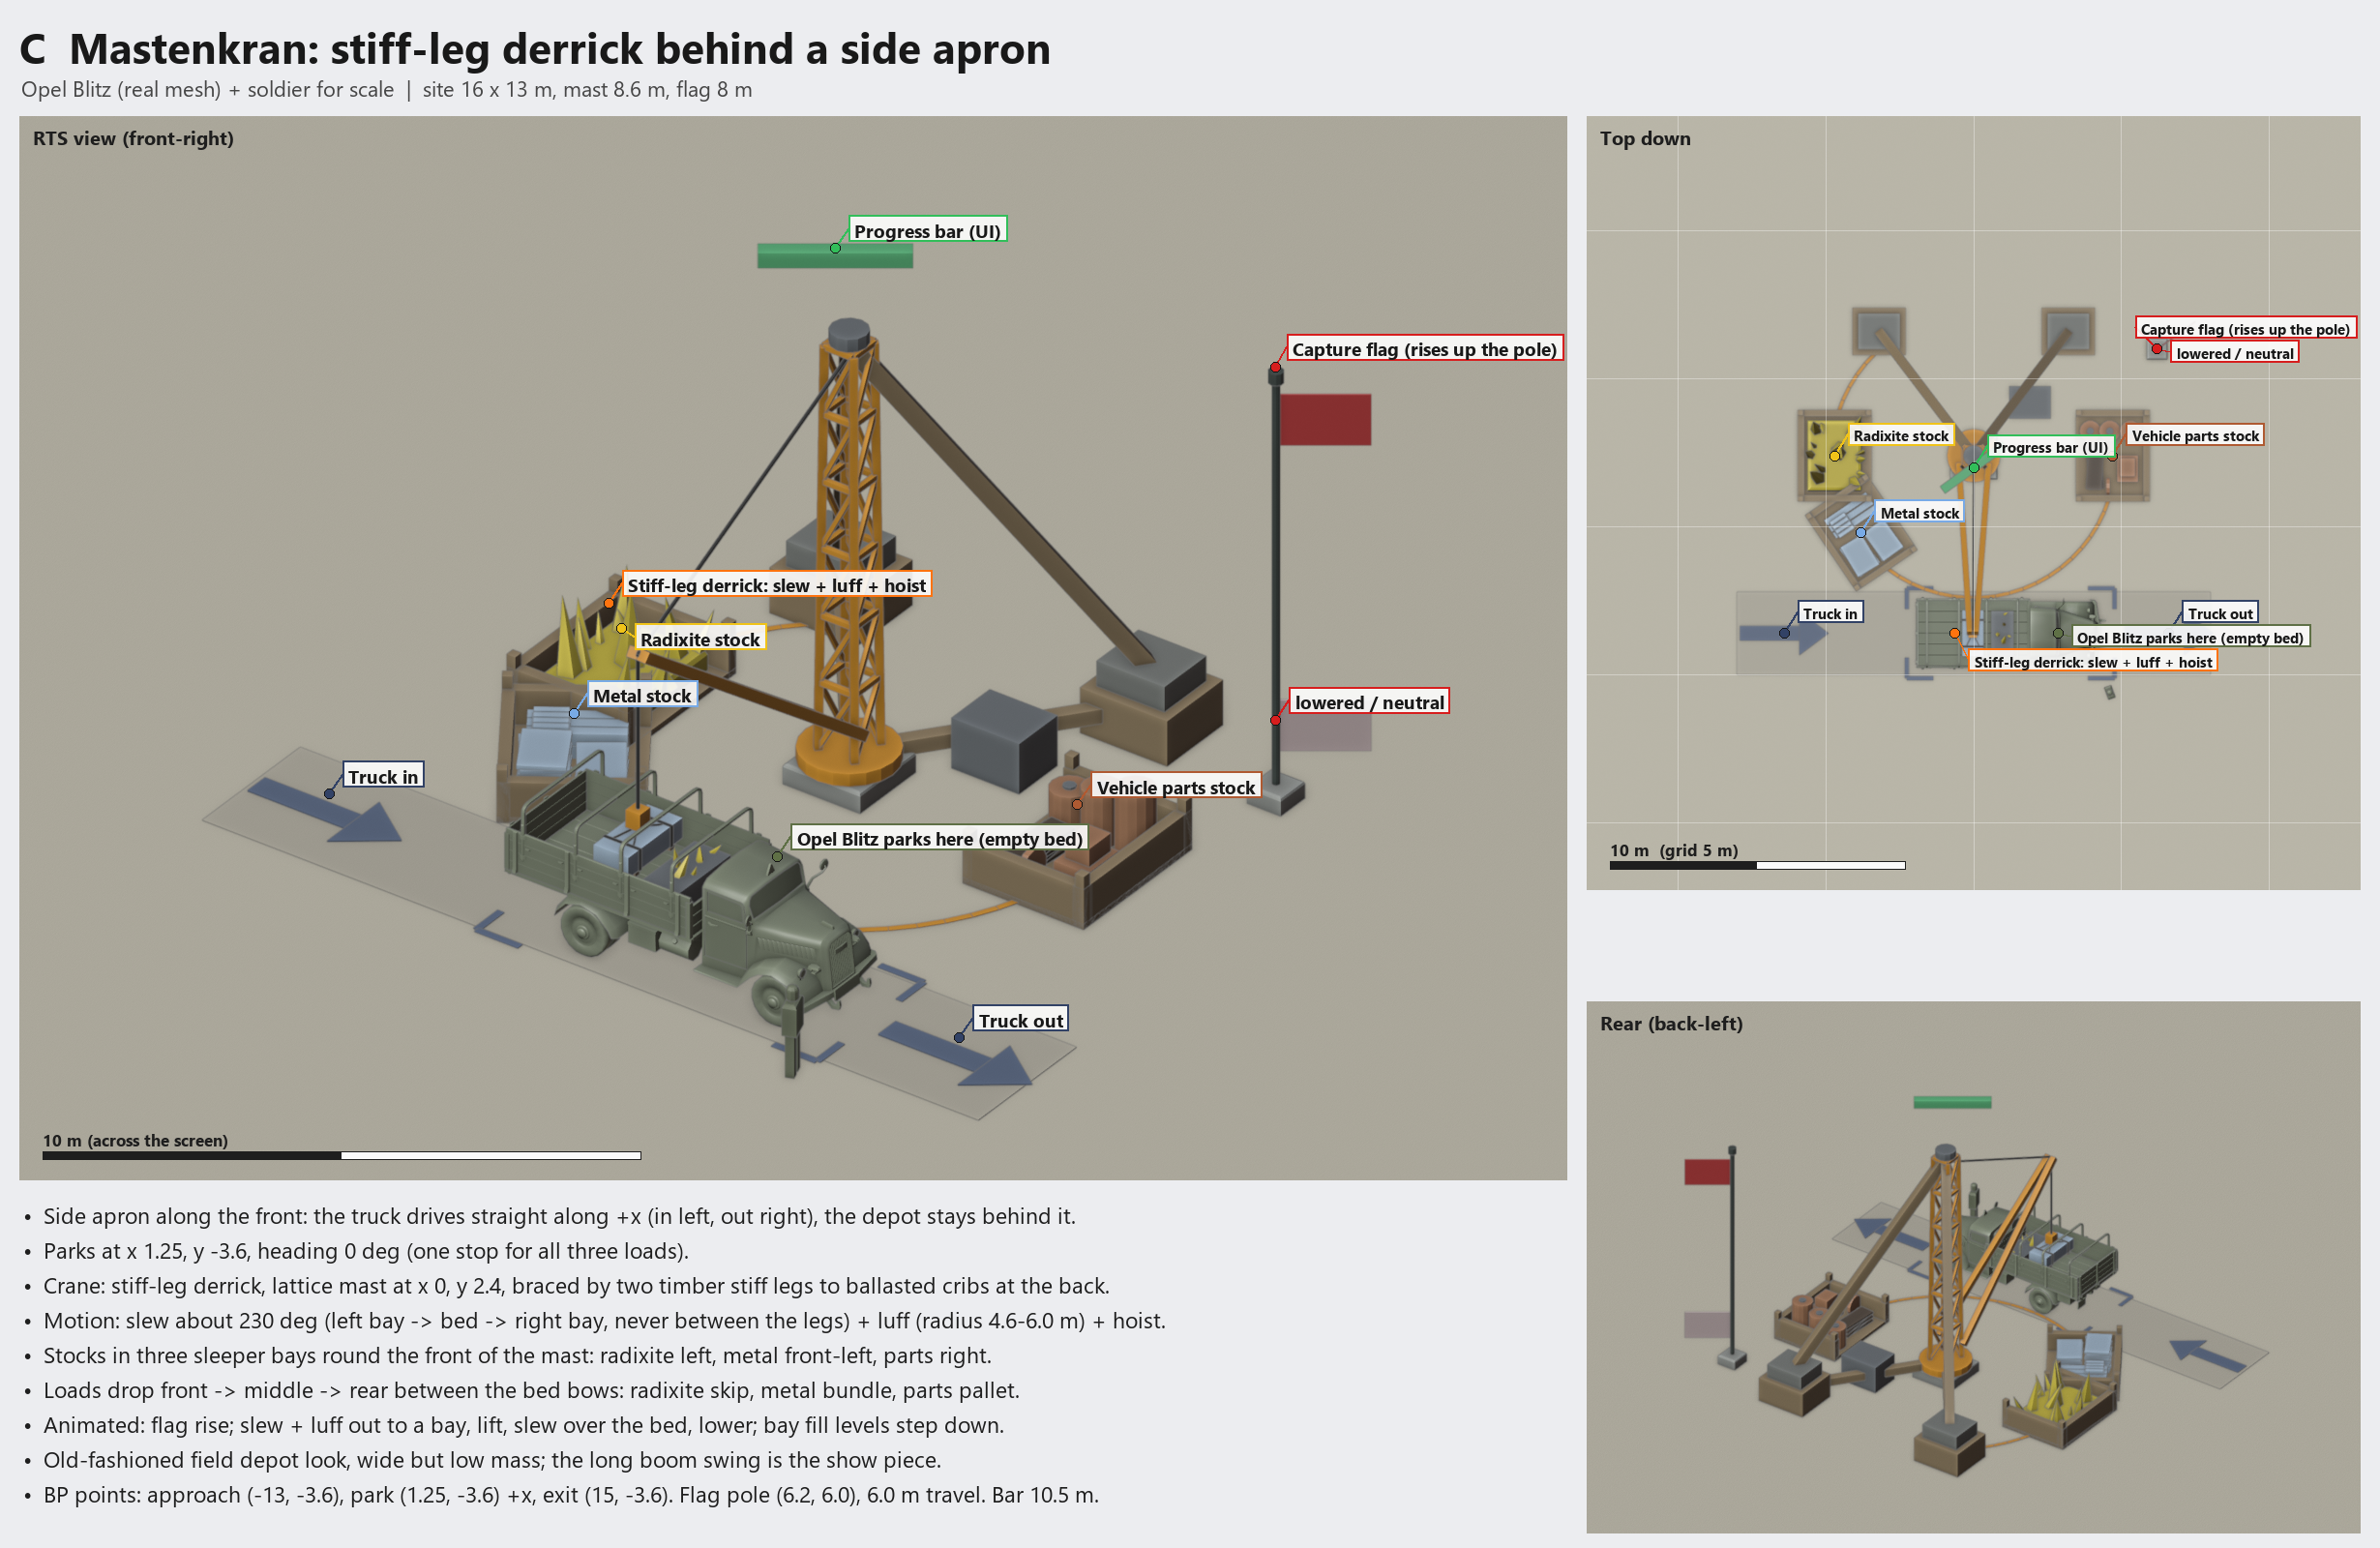 C Mastenkran: stiff-leg derrick behind a side apron
Opel Blitz (real mesh) + soldier for scale | site 16 x 13 m, mast 8.6 m, flag 8 m
RTS view (front-right)
Progress bar (UI)
Capture flag (rises up the pole)
Stiff-leg derrick: slew + luff + hoist
Radixite stock
Metal stock
lowered / neutral
Truck in
Vehicle parts stock
Opel Blitz parks here (empty bed)
Truck out
10 m (across the screen)
Top down
Capture flag (rises up the pole)
lowered / neutral
Radixite stock
Vehicle parts stock
Progress bar (UI)
Metal stock
Truck in
Truck out
Opel Blitz parks here (empty bed)
Stiff-leg derrick: slew + luff + hoist
10 m (grid 5 m)
Rear (back-left)
• Side apron along the front: the truck drives straight along +x (in left, out right), the depot stays behind it.
• Parks at x 1.25, y -3.6, heading 0 deg (one stop for all three loads).
• Crane: stiff-leg derrick, lattice mast at x 0, y 2.4, braced by two timber stiff legs to ballasted cribs at the back.
• Motion: slew about 230 deg (left bay -> bed -> right bay, never between the legs) + luff (radius 4.6-6.0 m) + hoist.
• Stocks in three sleeper bays round the front of the mast: radixite left, metal front-left, parts right.
• Loads drop front -> middle -> rear between the bed bows: radixite skip, metal bundle, parts pallet.
• Animated: flag rise; slew + luff out to a bay, lift, slew over the bed, lower; bay fill levels step down.
• Old-fashioned field depot look, wide but low mass; the long boom swing is the show piece.
• BP points: approach (-13, -3.6), park (1.25, -3.6) +x, exit (15, -3.6). Flag pole (6.2, 6.0), 6.0 m travel. Bar 10.5 m.